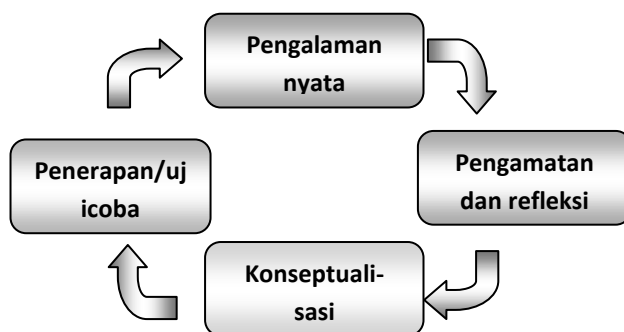 Pengalaman
nyata
Pengamatan
dan refleksi
Konseptuali-
sasi
Penerapan/uj
icoba